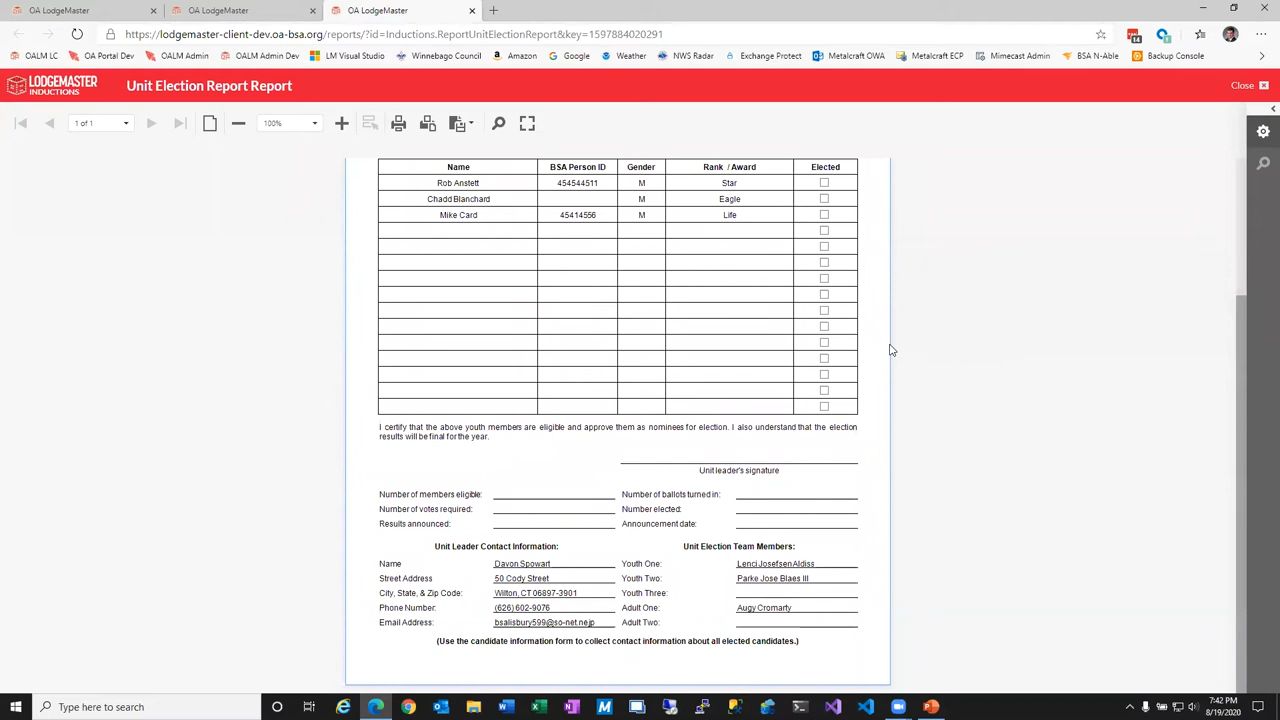 OA LodgeMaster
OA LodgeMaster
OA LodgeMaster
https://lodgemaster-client-dev.oa-bsa.org/reports/?id=Inductions.ReportUnitElectionReport&key=1597884020291
14
OALM LC
OA Portal Dev
OALM Admin
OALM Admin Dev
LM Visual Studio
Winnebago Council
Amazon
Google
Weather
NWS Radar
Exchange Protect
Metalcraft OWA
Metalcraft ECP
Mimecast Admin
BSA N-Able
Backup Console
LODGEMASTER
INDUCTIONS
Unit Election Report Report
Close
1 of 1
100%
Name BSA Person ID Gender Rank / Award Elected
Rob Anstett 454544511 M Star
Chadd Blanchard M Eagle
Mike Card 45414556 M Life
I certify that the above youth members are eligible and approve them as nominees for election. I also understand that the election
results will be final for the year.
Unit leader's signature
Number of members eligible: Number of ballots turned in:
Number of votes required: Number elected:
Results announced: Announcement date:
Unit Leader Contact Information: Unit Election Team Members:
Name Davon Spowart Youth One: Lenci Josefsen Aldiss
Street Address 50 Cody Street Youth Two: Parke Jose Blaes III
City, State, & Zip Code: Wilton, CT 06897-3901 Youth Three:
Phone Number: (626) 602-9076 Adult One: Augy Cromarty
Email Address: bsalisbury599@so-net.ne.jp Adult Two:
(Use the candidate information form to collect contact information about all elected candidates.)
Type here to search
7:42 PM
8/19/2020